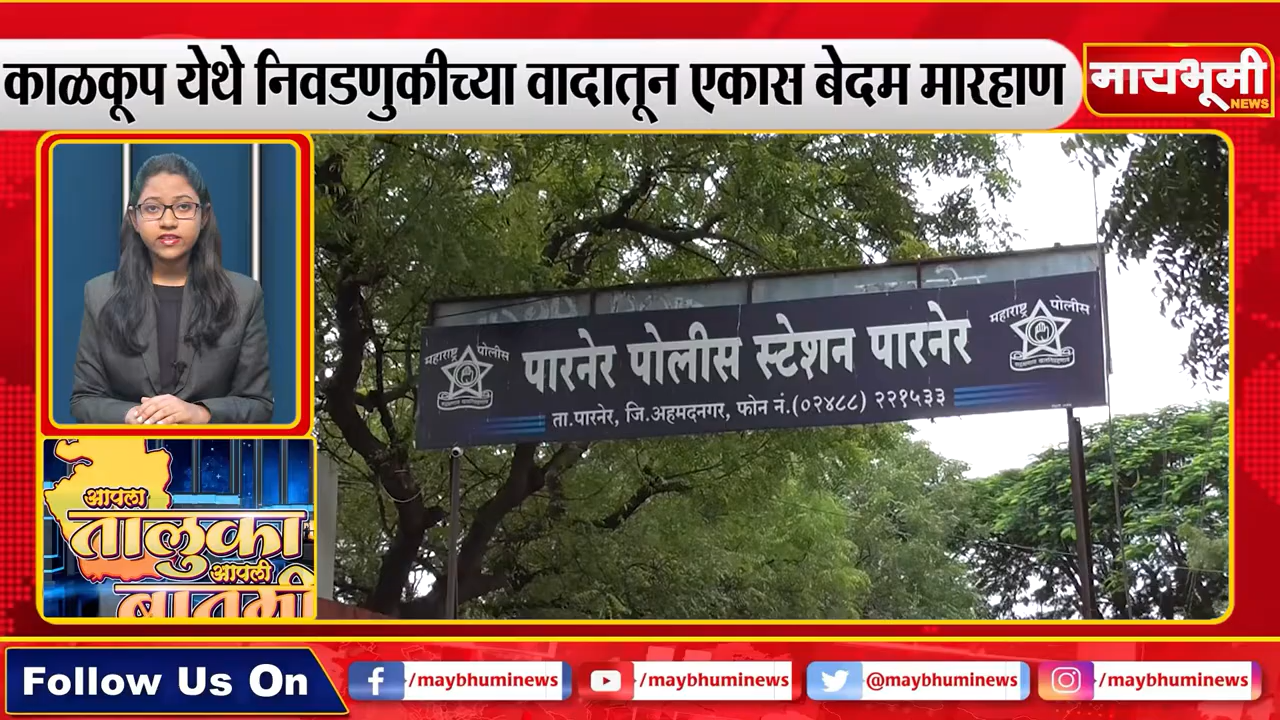 काळकूप येथे निवडणुकीच्या वादातून एकास बेदम मारहाण
मायभूमी
NEWS
महाराष्ट्र पोलीस
पारनेर पोलीस स्टेशन पारनेर
महाराष्ट्र पोलीस
ता.पारनेर, जि.अहमदनगर, फोन नं.(०२४८८) २२१५३३
आपला
तालुका
आपली
बातमी
Follow Us On
/maybhuminews
/maybhuminews
@maybhuminews
/maybhuminews